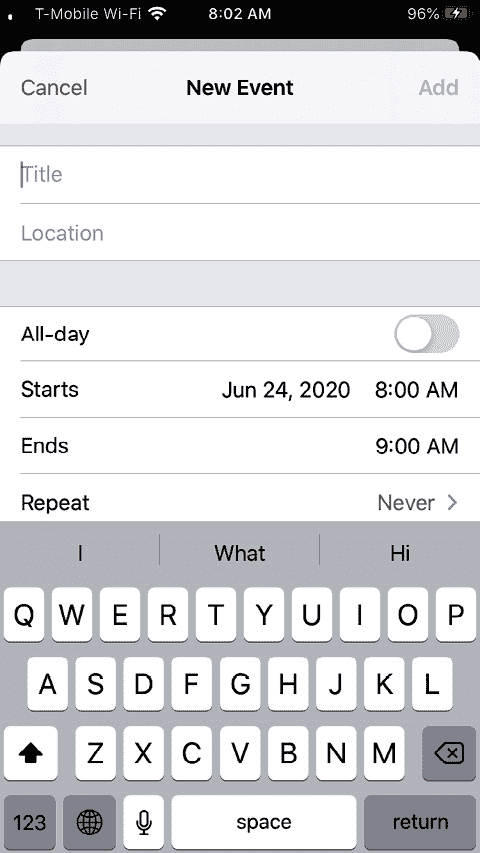 T-Mobile Wi-Fi 8:02 AM 96%
Cancel New Event Add
Title
Location
All-day
Starts Jun 24, 2020 8:00 AM
Ends 9:00 AM
Repeat Never
I What Hi
Q W E R T Y U I O P
A S D F G H J K L
Z X C V B N M
123 space return